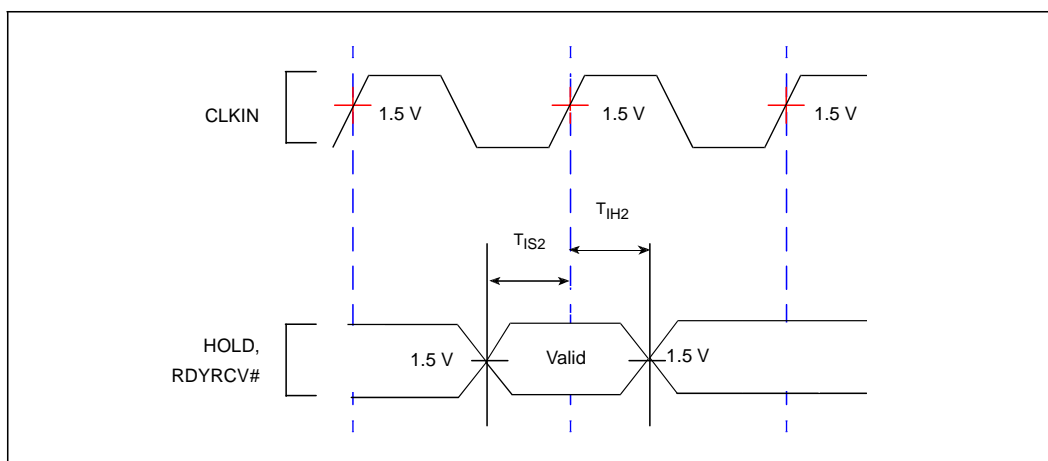 CLKIN
1.5 V
1.5 V
1.5 V
TIH2
TIS2
HOLD,
RDYRCV#
1.5 V
Valid
1.5 V